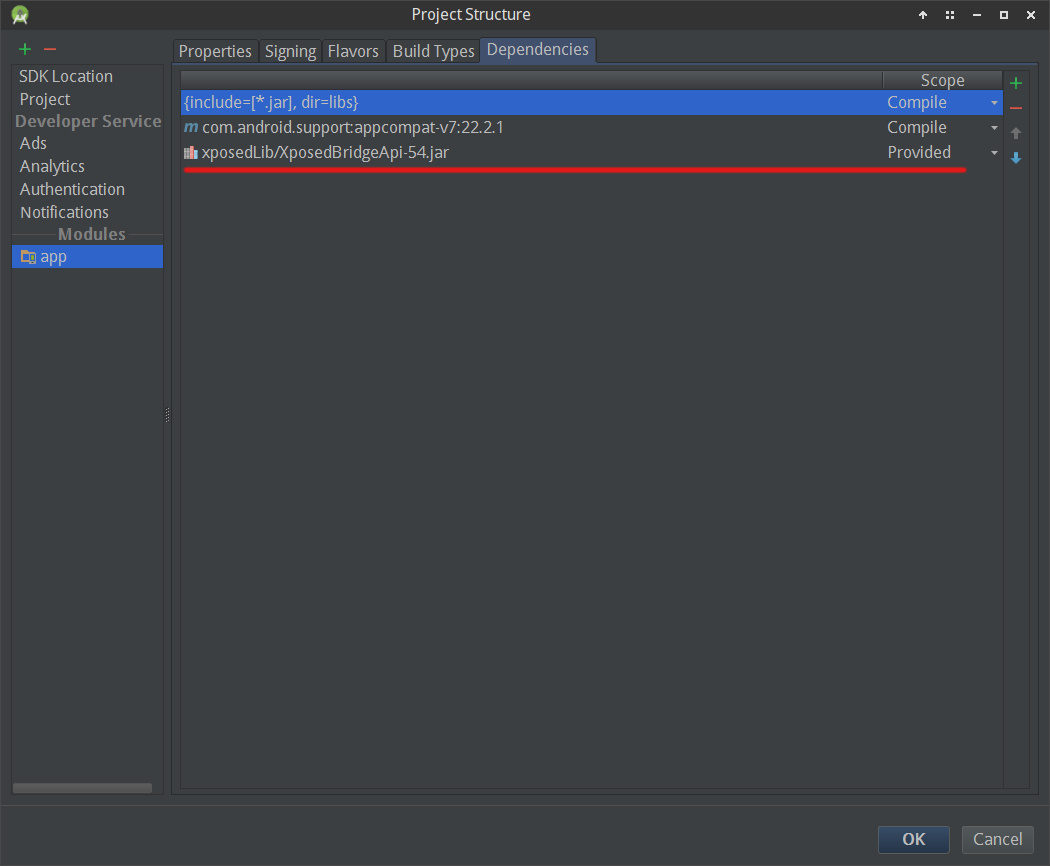 Project Structure
Properties
Signing
Flavors
Build Types
Dependencies
SDK Location
Project
Developer Service
Ads
Analytics
Authentication
Notifications
Modules
app
Scope
{include=[*.jar], dir=libs} Compile
m com.android.support:appcompat-v7:22.2.1 Compile
xposedLib/XposedBridgeApi-54.jar Provided
OK
Cancel